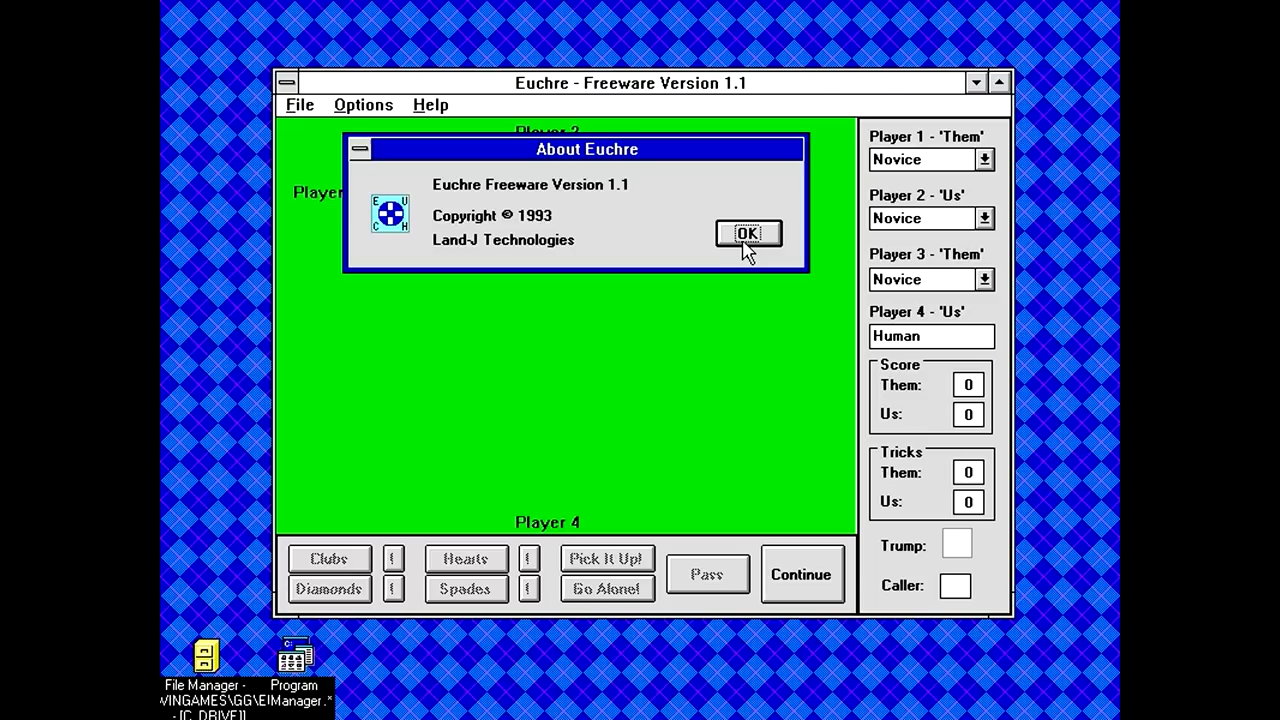 Euchre - Freeware Version 1.1
File Options Help
Player
About Euchre
Euchre Freeware Version 1.1
Copyright © 1993
Land-J Technologies
E U
C H
OK
Player 1 - 'Them'
Novice
Player 2 - 'Us'
Novice
Player 3 - 'Them'
Novice
Player 4 - 'Us'
Human
Score
Them: 0
Us: 0
Tricks
Them: 0
Us: 0
Trump:
Caller:
Player 4
Clubs ! Hearts ! Pick It Up!
Diamonds ! Spades ! Go Alone!
Pass
Continue
C:\
File Manager -
- [C_DRIVE]]
Program
Manager